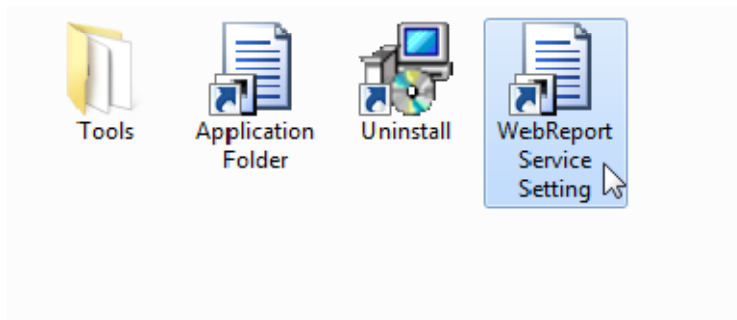 Tools
Application
Folder
Uninstall
WebReport
Service
Setting